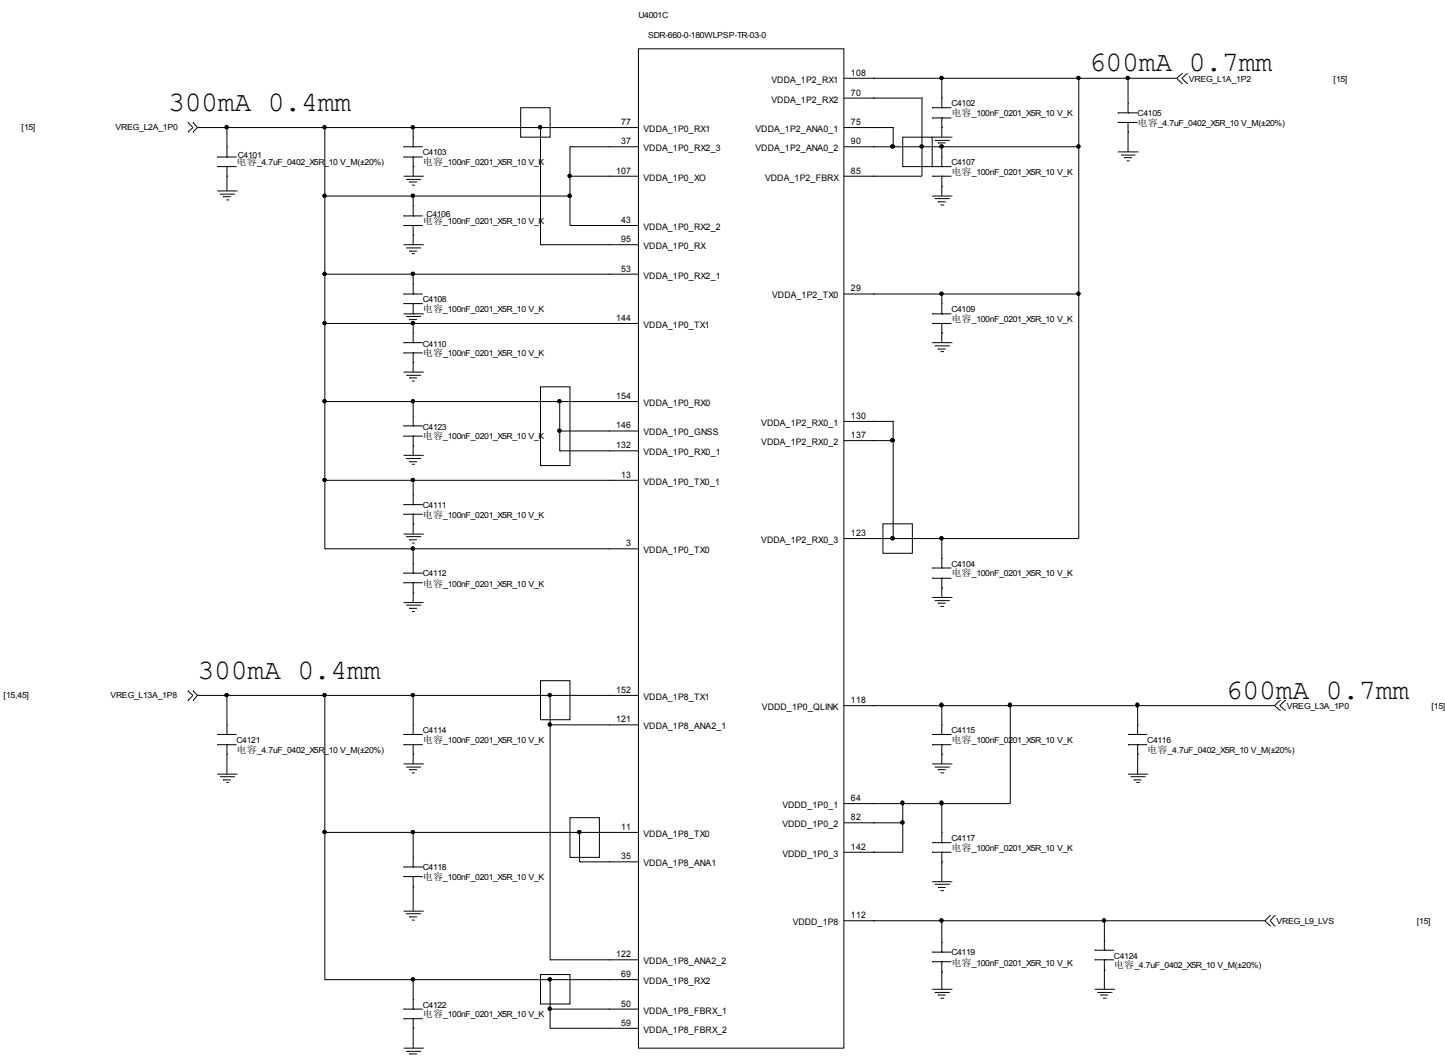 U4001C
SDR-660-0-180WLPSP-TR-03-0
300mA 0.4mm
[15]
VREG_L2A_1P0
C4101
电容_4.7uF_0402_X5R_10 V_M(±20%)
C4103
电容_100nF_0201_X5R_10 V_K
C4106
电容_100nF_0201_X5R_10 V_K
C4108
电容_100nF_0201_X5R_10 V_K
C4110
电容_100nF_0201_X5R_10 V_K
C4123
电容_100nF_0201_X5R_10 V_K
C4111
电容_100nF_0201_X5R_10 V_K
C4112
电容_100nF_0201_X5R_10 V_K
77 VDDA_1P0_RX1
37 VDDA_1P0_RX2_3
107 VDDA_1P0_XO
43 VDDA_1P0_RX2_2
95 VDDA_1P0_RX
53 VDDA_1P0_RX2_1
144 VDDA_1P0_TX1
154 VDDA_1P0_RX0
146 VDDA_1P0_GNSS
132 VDDA_1P0_RX0_1
13 VDDA_1P0_TX0_1
3 VDDA_1P0_TX0
300mA 0.4mm
[15,45]
VREG_L13A_1P8
C4121
电容_4.7uF_0402_X5R_10 V_M(±20%)
C4114
电容_100nF_0201_X5R_10 V_K
C4118
电容_100nF_0201_X5R_10 V_K
C4122
电容_100nF_0201_X5R_10 V_K
152 VDDA_1P8_TX1
121 VDDA_1P8_ANA2_1
11 VDDA_1P8_TX0
35 VDDA_1P8_ANA1
122 VDDA_1P8_ANA2_2
69 VDDA_1P8_RX2
50 VDDA_1P8_FBRX_1
59 VDDA_1P8_FBRX_2
VDDA_1P2_RX1 108
VDDA_1P2_RX2 70
VDDA_1P2_ANA0_1 75
VDDA_1P2_ANA0_2 90
VDDA_1P2_FBRX 85
VDDA_1P2_TX0 29
VDDA_1P2_RX0_1 130
VDDA_1P2_RX0_2 137
VDDA_1P2_RX0_3 123
600mA 0.7mm
VREG_L1A_1P2
[15]
C4102
电容_100nF_0201_X5R_10 V_K
C4105
电容_4.7uF_0402_X5R_10 V_M(±20%)
C4107
电容_100nF_0201_X5R_10 V_K
C4109
电容_100nF_0201_X5R_10 V_K
C4104
电容_100nF_0201_X5R_10 V_K
VDDD_1P0_QLINK 118
VDDD_1P0_1 64
VDDD_1P0_2 82
VDDD_1P0_3 142
VDDD_1P8 112
600mA 0.7mm
VREG_L3A_1P0
[15]
C4115
电容_100nF_0201_X5R_10 V_K
C4116
电容_4.7uF_0402_X5R_10 V_M(±20%)
C4117
电容_100nF_0201_X5R_10 V_K
VREG_L9_LVS
[15]
C4119
电容_100nF_0201_X5R_10 V_K
C4124
电容_4.7uF_0402_X5R_10 V_M(±20%)